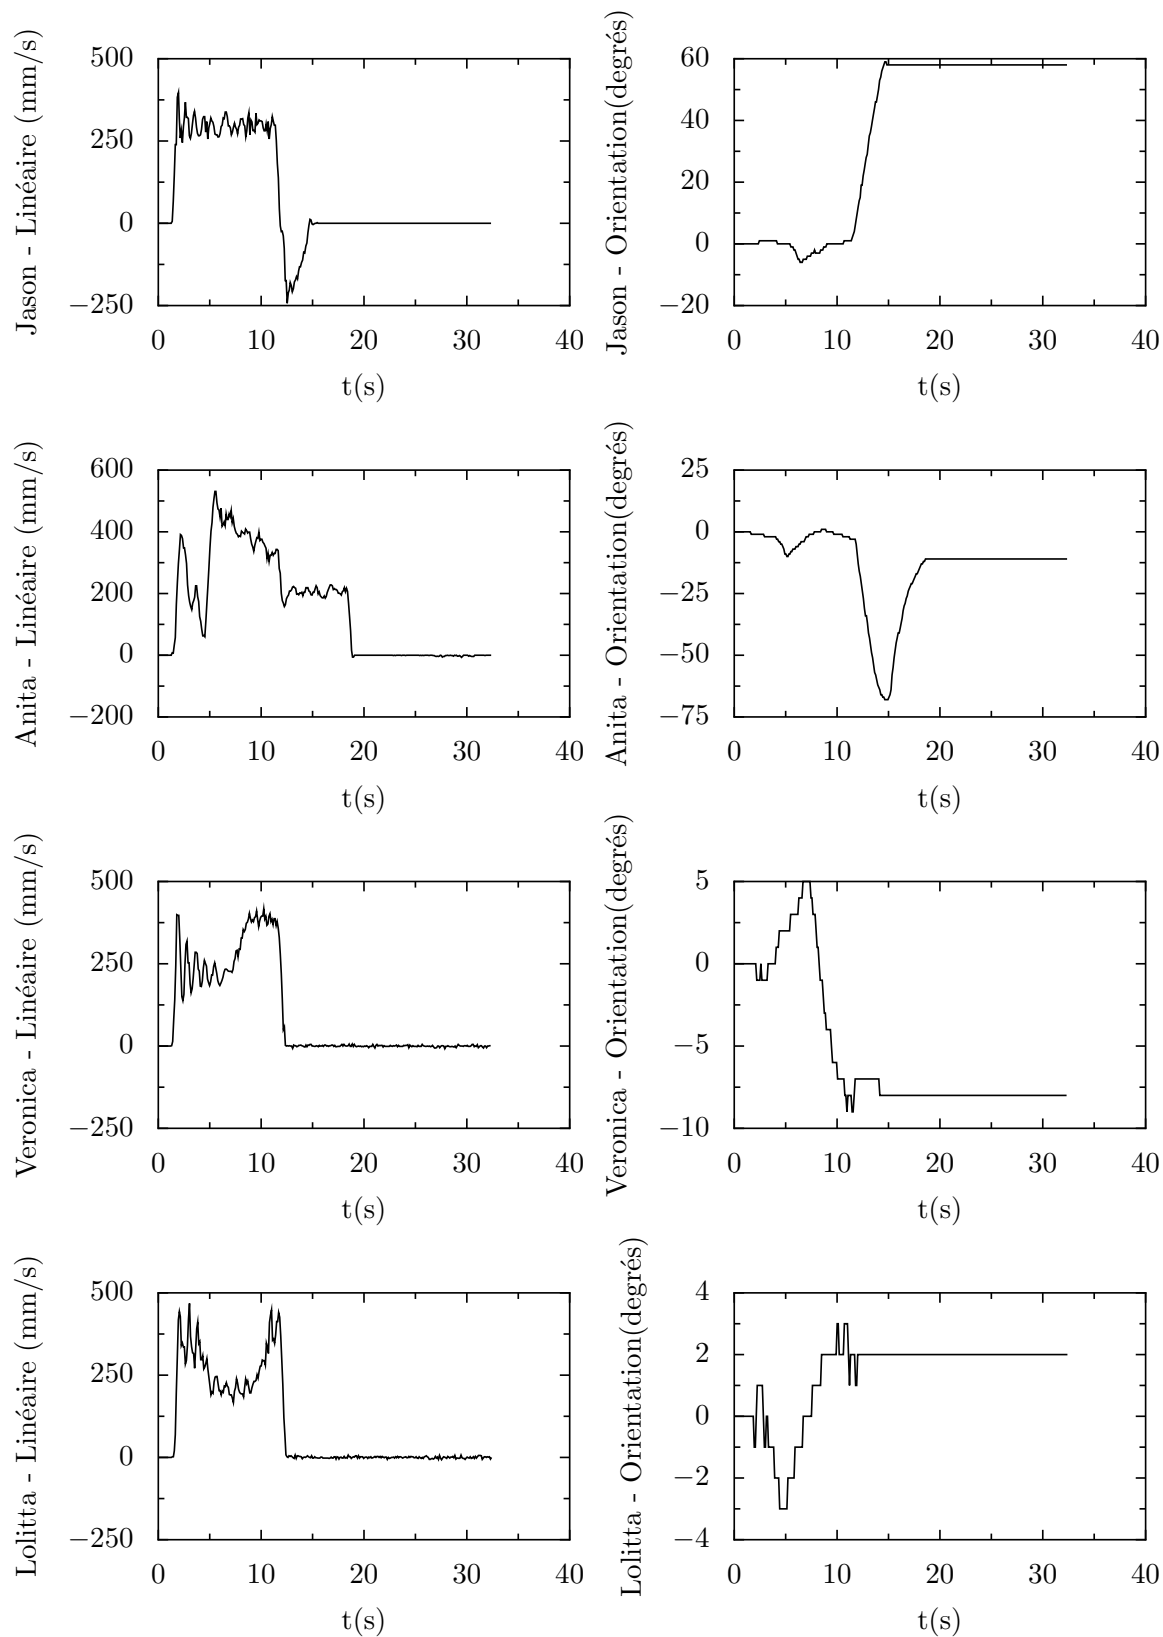 Jason - Linéaire (mm/s)
500
250
0
−250
0 10 20 30 40
t(s)
Jason - Orientation(degrés)
60
40
20
0
−20
0 10 20 30 40
t(s)
Anita - Linéaire (mm/s)
600
400
200
0
−200
0 10 20 30 40
t(s)
Anita - Orientation(degrés)
25
0
−25
−50
−75
0 10 20 30 40
t(s)
Veronica - Linéaire (mm/s)
500
250
0
−250
0 10 20 30 40
t(s)
Veronica - Orientation(degrés)
5
0
−5
−10
0 10 20 30 40
t(s)
Lolitta - Linéaire (mm/s)
500
250
0
−250
0 10 20 30 40
t(s)
Lolitta - Orientation(degrés)
4
2
0
−2
−4
0 10 20 30 40
t(s)